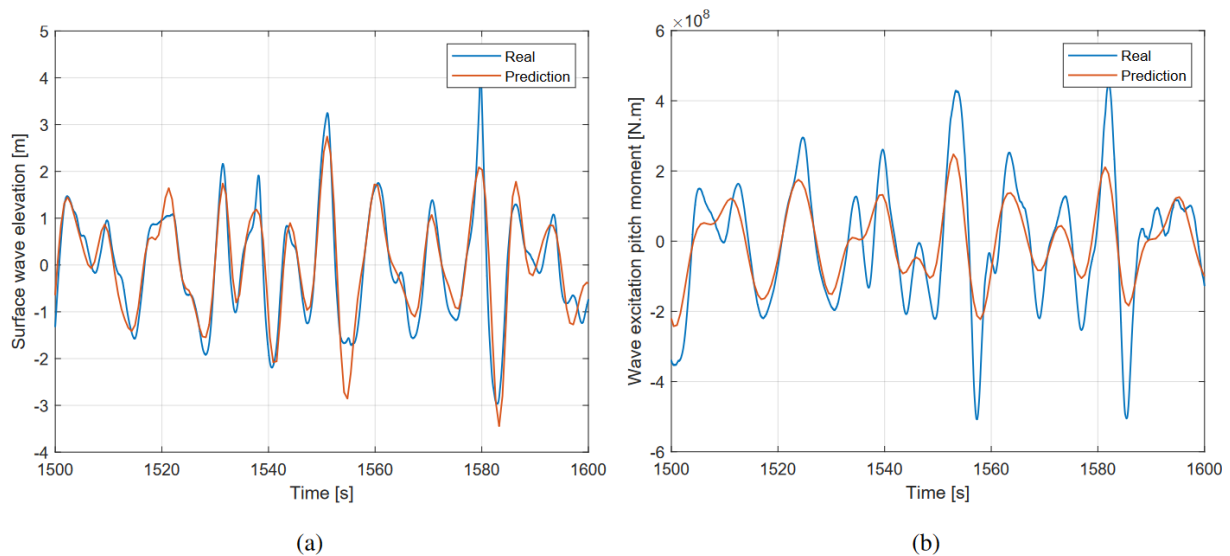 5
4
3
2
1
0
-1
-2
-3
-4
Surface wave elevation [m]
Real
Prediction
1500 1520 1540 1560 1580 1600
Time [s]
(a)
×10⁸
6
4
2
0
-2
-4
-6
Wave excitation pitch moment [N.m]
Real
Prediction
1500 1520 1540 1560 1580 1600
Time [s]
(b)